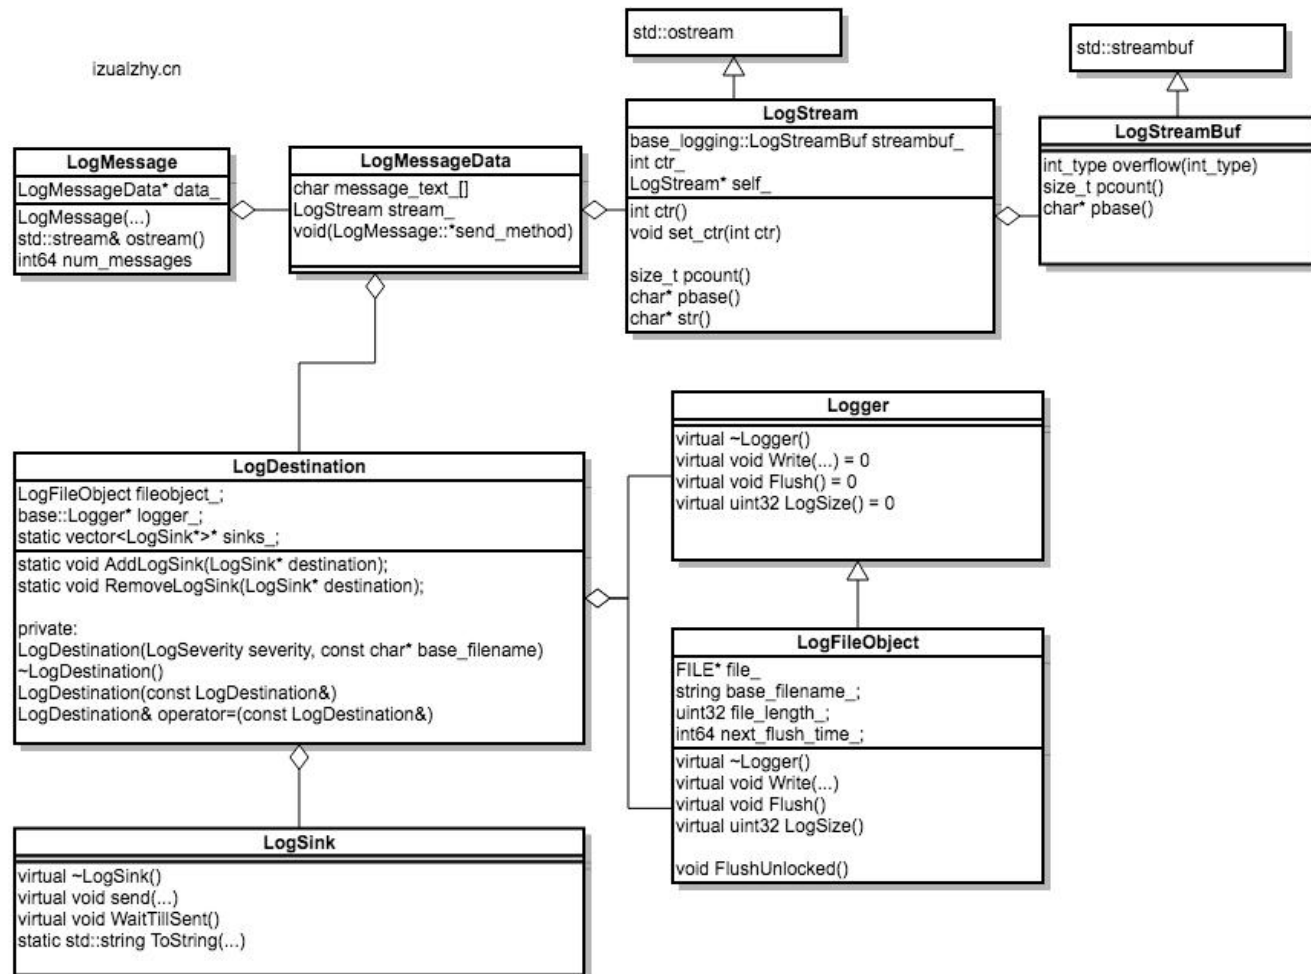 izualzhy.cn
std::ostream
std::streambuf
LogMessage
LogMessageData* data_
LogMessage(...)
std::stream& ostream()
int64 num_messages
LogMessageData
char message_text_[]
LogStream stream_
void(LogMessage::*send_method)
LogStream
base_logging::LogStreamBuf streambuf_
int ctr_
LogStream* self_
int ctr()
void set_ctr(int ctr)
size_t pcount()
char* pbase()
char* str()
LogStreamBuf
int_type overflow(int_type)
size_t pcount()
char* pbase()
LogDestination
LogFileObject fileobject_;
base::Logger* logger_;
static vector<LogSink*>* sinks_;
static void AddLogSink(LogSink* destination);
static void RemoveLogSink(LogSink* destination);
private:
LogDestination(LogSeverity severity, const char* base_filename)
~LogDestination()
LogDestination(const LogDestination&)
LogDestination& operator=(const LogDestination&)
Logger
virtual ~Logger()
virtual void Write(...) = 0
virtual void Flush() = 0
virtual uint32 LogSize() = 0
LogFileObject
FILE* file_
string base_filename_;
uint32 file_length_;
int64 next_flush_time_;
virtual ~Logger()
virtual void Write(...)
virtual void Flush()
virtual uint32 LogSize()
void FlushUnlocked()
LogSink
virtual ~LogSink()
virtual void send(...)
virtual void WaitTillSent()
static std::string ToString(...)